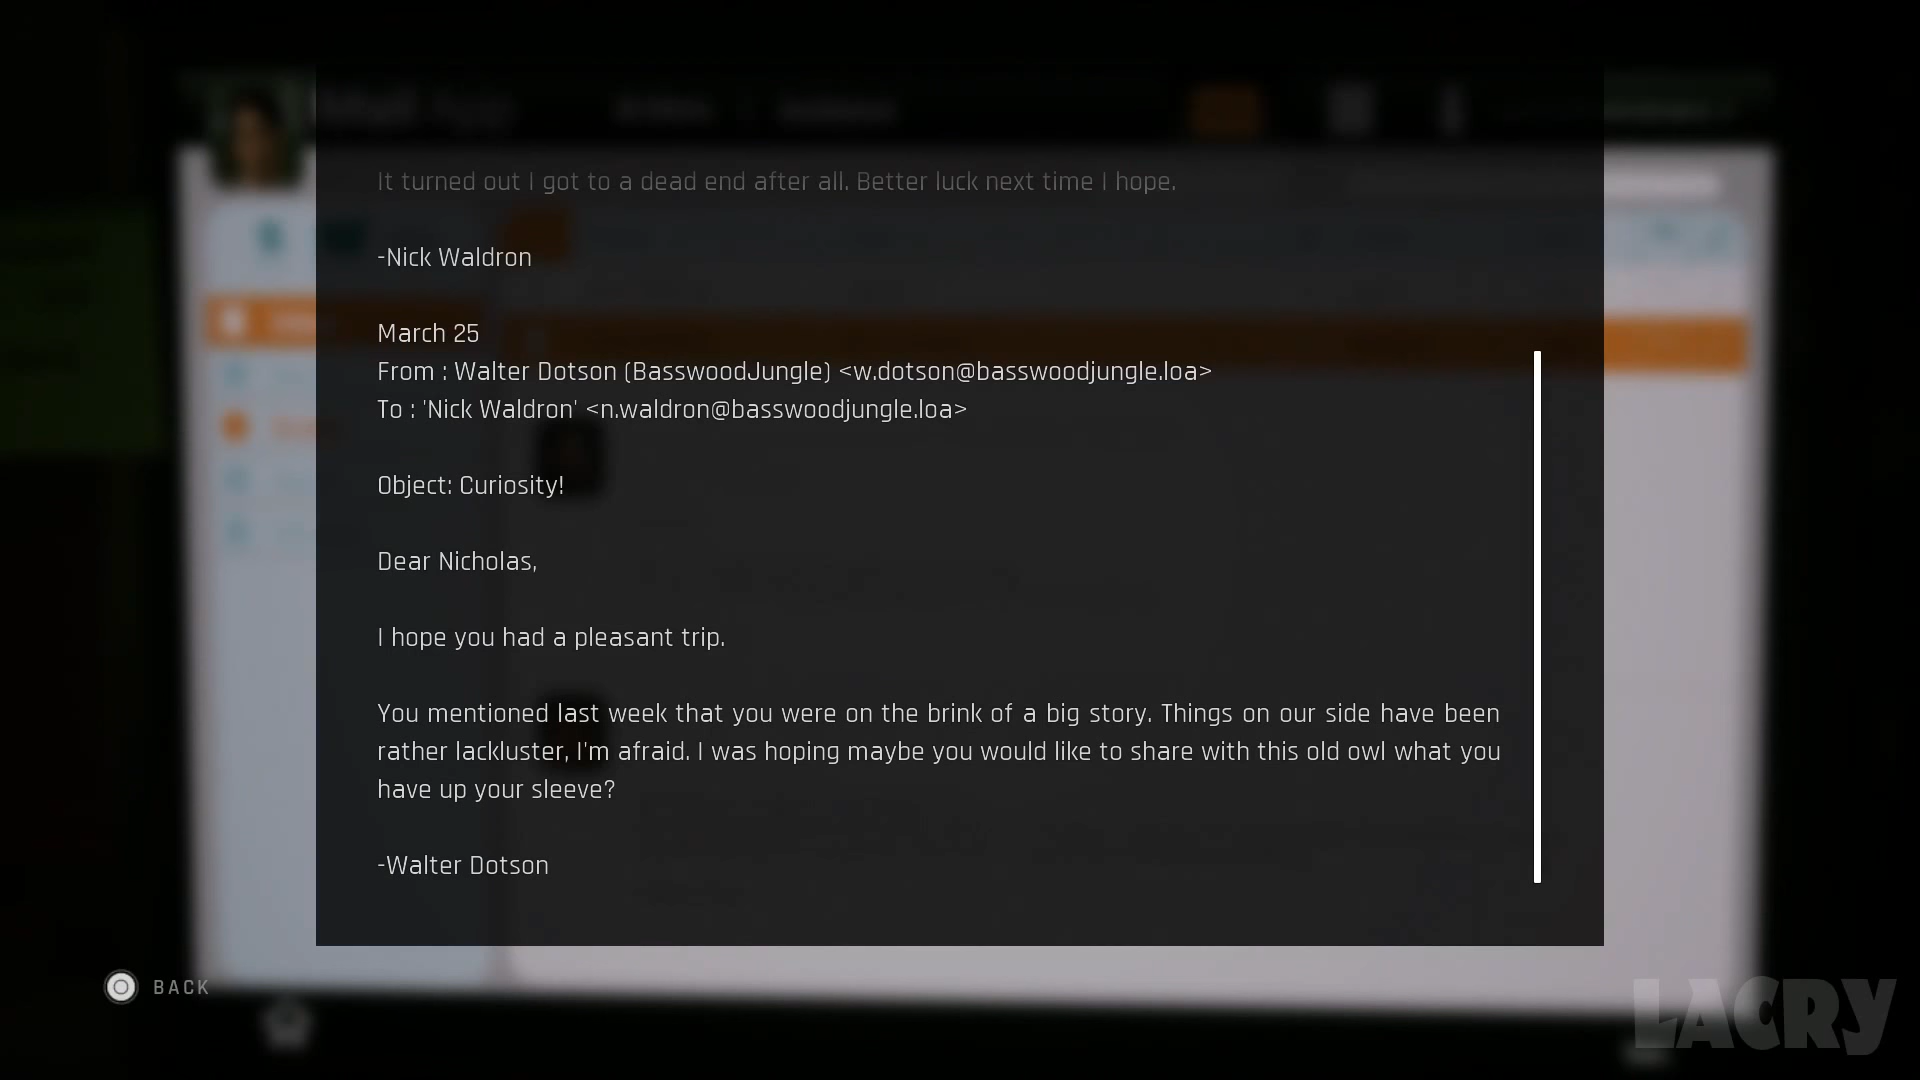 It turned out I got to a dead end after all. Better luck next time I hope.
-Nick Waldron
March 25
From : Walter Dotson (BasswoodJungle) <w.dotson@basswoodjungle.loa>
To : 'Nick Waldron' <n.waldron@basswoodjungle.loa>
Object: Curiosity!
Dear Nicholas,
I hope you had a pleasant trip.
You mentioned last week that you were on the brink of a big story. Things on our side have been
rather lackluster, I'm afraid. I was hoping maybe you would like to share with this old owl what you
have up your sleeve?
-Walter Dotson
BACK
LACRY